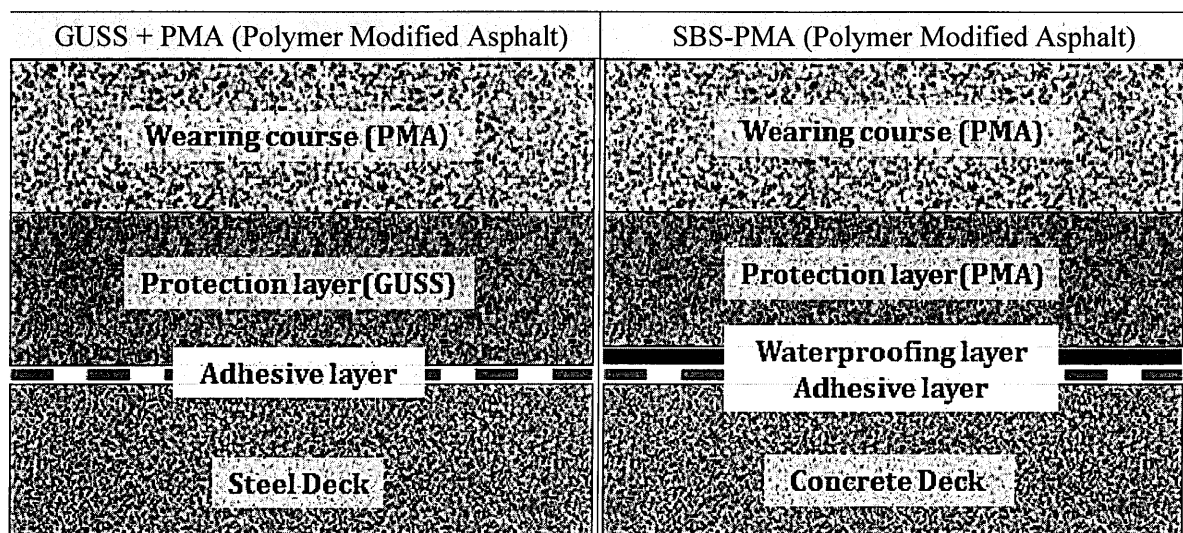 GUSS + PMA (Polymer Modified Asphalt)
Wearing course (PMA)
Protection layer(GUSS)
Adhesive layer
Steel Deck
SBS-PMA (Polymer Modified Asphalt)
Wearing course (PMA)
Protection layer(PMA)
Waterproofing layer
Adhesive layer
Concrete Deck